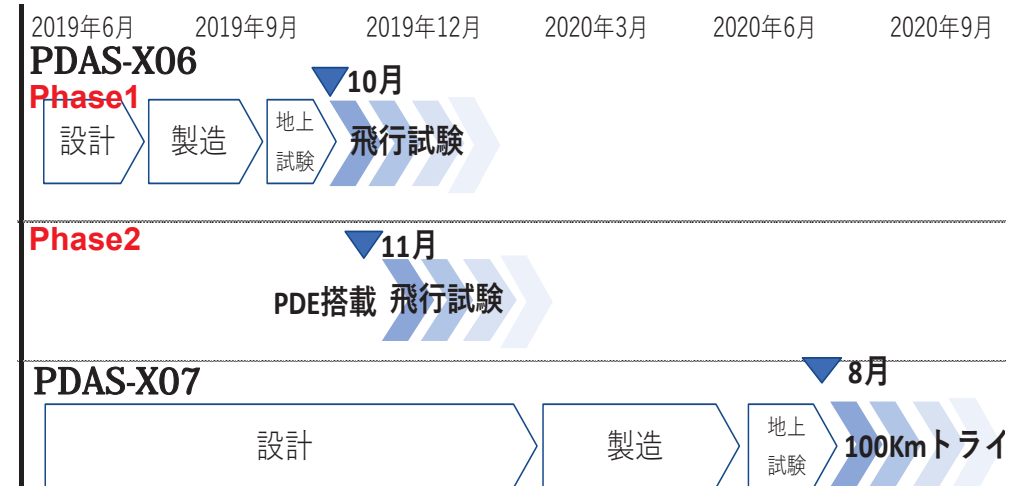 2019年6月 2019年9月 2019年12月 2020年3月 2020年6月 2020年9月
PDAS-X06
Phase1
10月
設計 製造 地上
試験
飛行試験
Phase2
11月
PDE搭載 飛行試験
PDAS-X07
8月
設計 製造 地上
試験
100Kmトライ